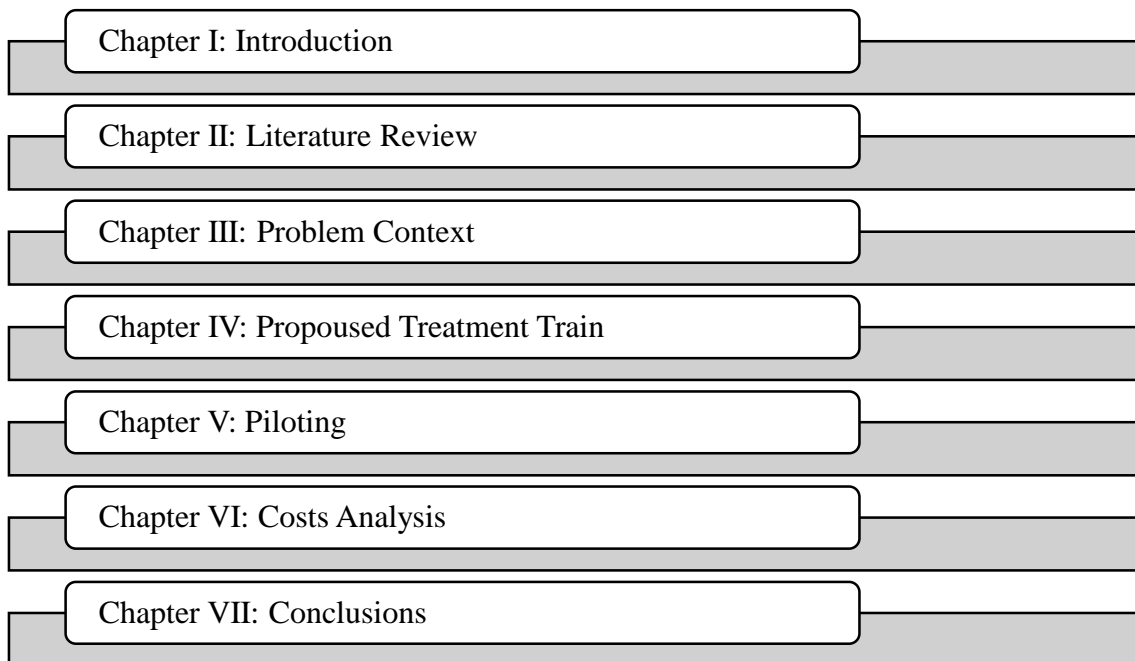 Chapter I: Introduction
Chapter II: Literature Review
Chapter III: Problem Context
Chapter IV: Propoused Treatment Train
Chapter V: Piloting
Chapter VI: Costs Analysis
Chapter VII: Conclusions